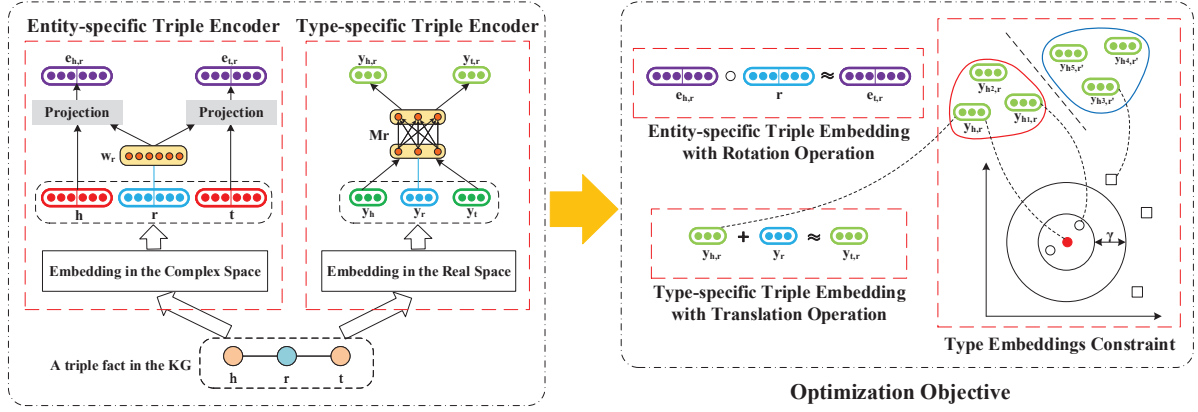 Entity-specific Triple Encoder
e_{h,r}
e_{t,r}
Projection
Projection
w_r
h
r
t
Embedding in the Complex Space
Type-specific Triple Encoder
y_{h,r}
y_{t,r}
Mr
y_h
y_r
y_t
Embedding in the Real Space
A triple fact in the KG
h
r
t
e_{h,r}
r
≈
e_{t,r}
Entity-specific Triple Embedding
with Rotation Operation
y_{h,r}
+
y_r
≈
y_{t,r}
Type-specific Triple Embedding
with Translation Operation
y_{h2,r}
y_{h,r}
y_{h1,r}
y_{h5,r'}
y_{h4,r'}
y_{h3,r'}
γ
Type Embeddings Constraint
Optimization Objective